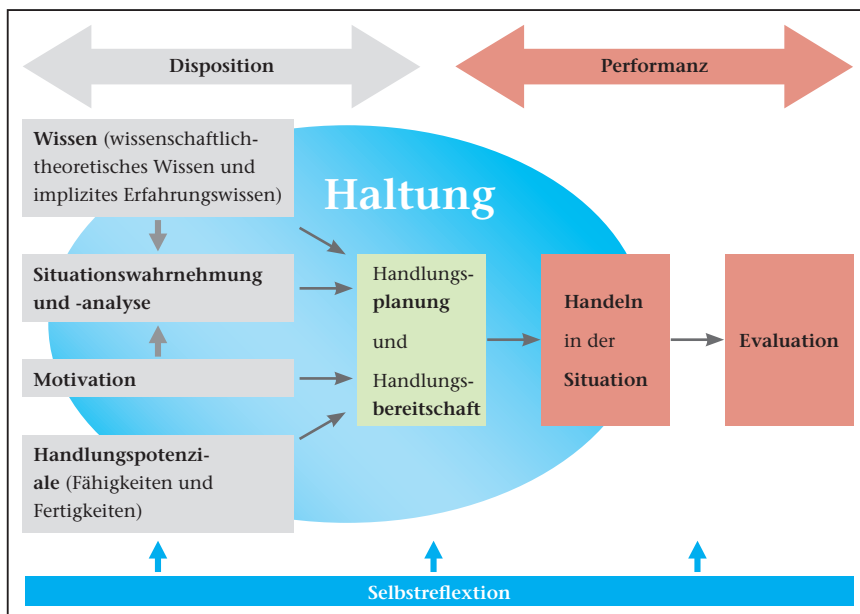 Disposition
Performanz
Wissen (wissenschaftlich-
theoretisches Wissen und
implizites Erfahrungswissen)
Haltung
Situationswahrnehmung
und -analyse
Motivation
Handlungspotenzi-
ale (Fähigkeiten und
Fertigkeiten)
Handlungs-
planung
und
Handlungs-
bereitschaft
Handeln
in der
Situation
Evaluation
Selbstreflextion